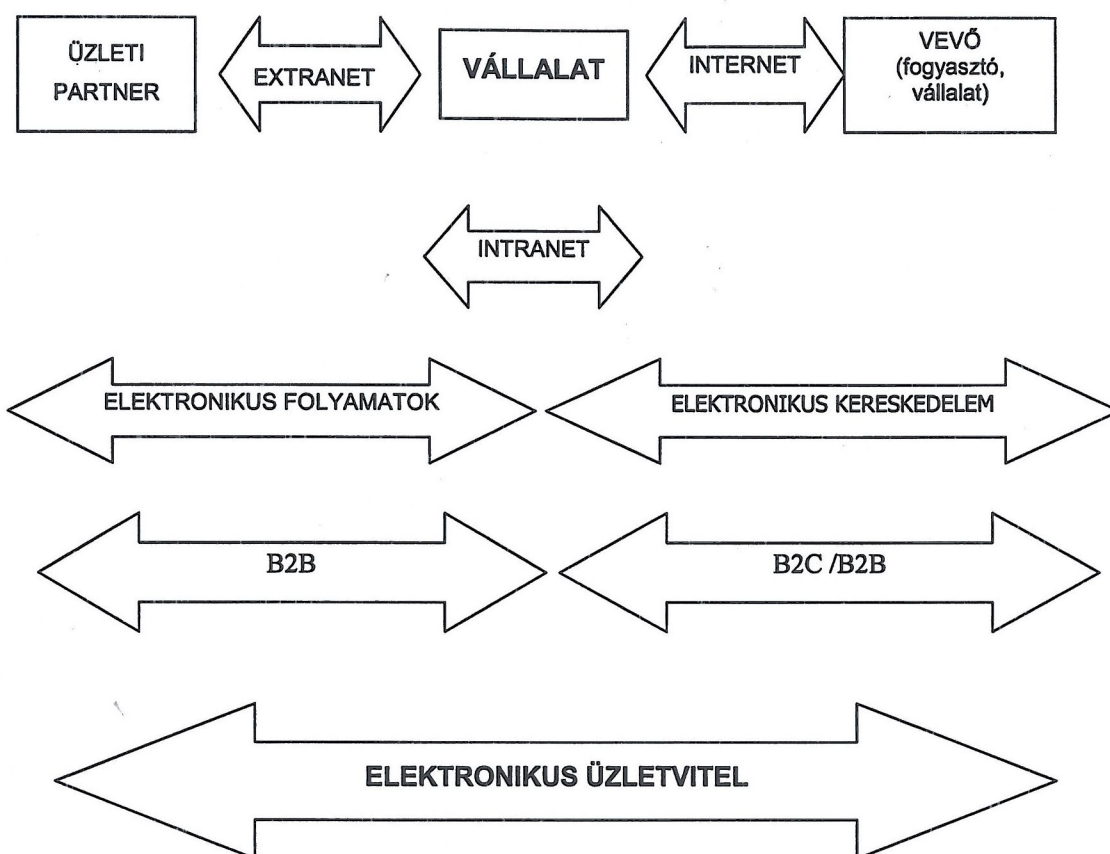 ÜZLETI
PARTNER
EXTRANET
VÁLLALAT
INTERNET
VEVŐ
(fogyasztó,
vállalat)
INTRANET
ELEKTRONIKUS FOLYAMATOK
ELEKTRONIKUS KERESKEDELEM
B2B
B2C /B2B
ELEKTRONIKUS ÜZLETVITEL